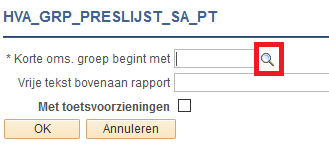 HVA_GRP_PRESLIJST_SA_PT
* Korte oms. groep begint met
Vrije tekst bovenaan rapport
Met toetsvoorzieningen
OK Annuleren